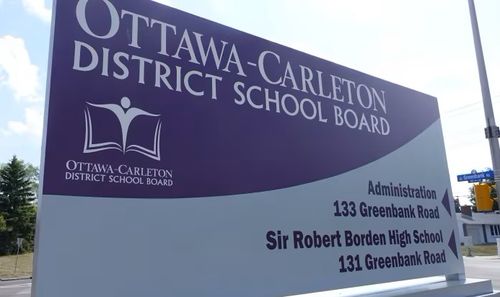 OTTAWA-CARLETON
DISTRICT SCHOOL BOARD
OTTAWA-CARLETON
DISTRICT SCHOOL BOARD
Administration
133 Greenbank Road
Sir Robert Borden High School
131 Greenbank Road
Greenbank